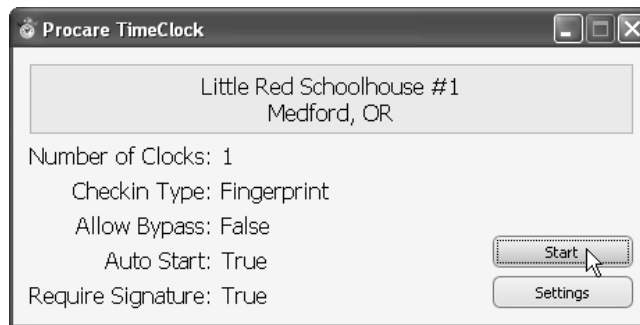 Procare TimeClock
Little Red Schoolhouse #1
Medford, OR
Number of Clocks: 1
Checkin Type: Fingerprint
Allow Bypass: False
Auto Start: True
Require Signature: True
Start
Settings